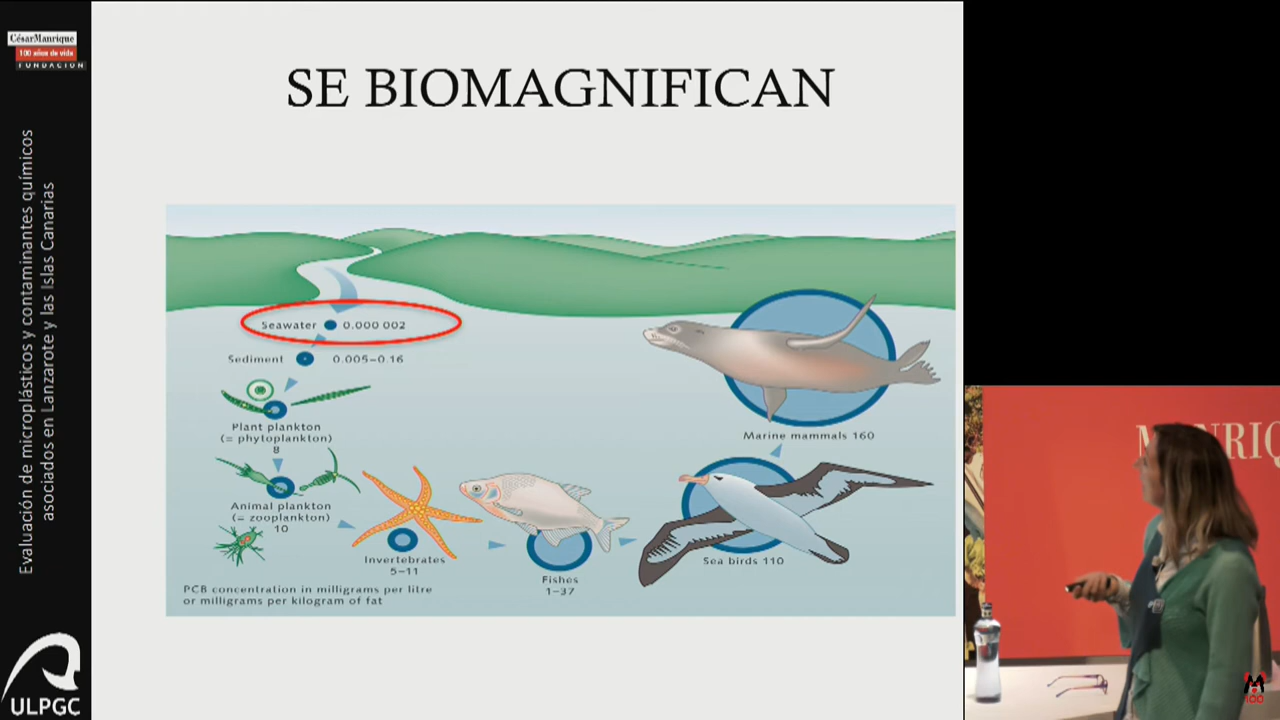 CésarManrique
100 años de vida
FUNDACIÓN
Evaluación de microplásticos y contaminantes químicos
asociados en Lanzarote y las Islas Canarias
ULPGC
SE BIOMAGNIFICAN
Seawater 0.000 002
Sediment 0.005–0.16
Plant plankton
(= phytoplankton)
8
Animal plankton
(= zooplankton)
10
Invertebrates
5–11
Fishes
1–37
Sea birds 110
Marine mammals 160
PCB concentration in milligrams per litre
or milligrams per kilogram of fat
M NRIQ
100